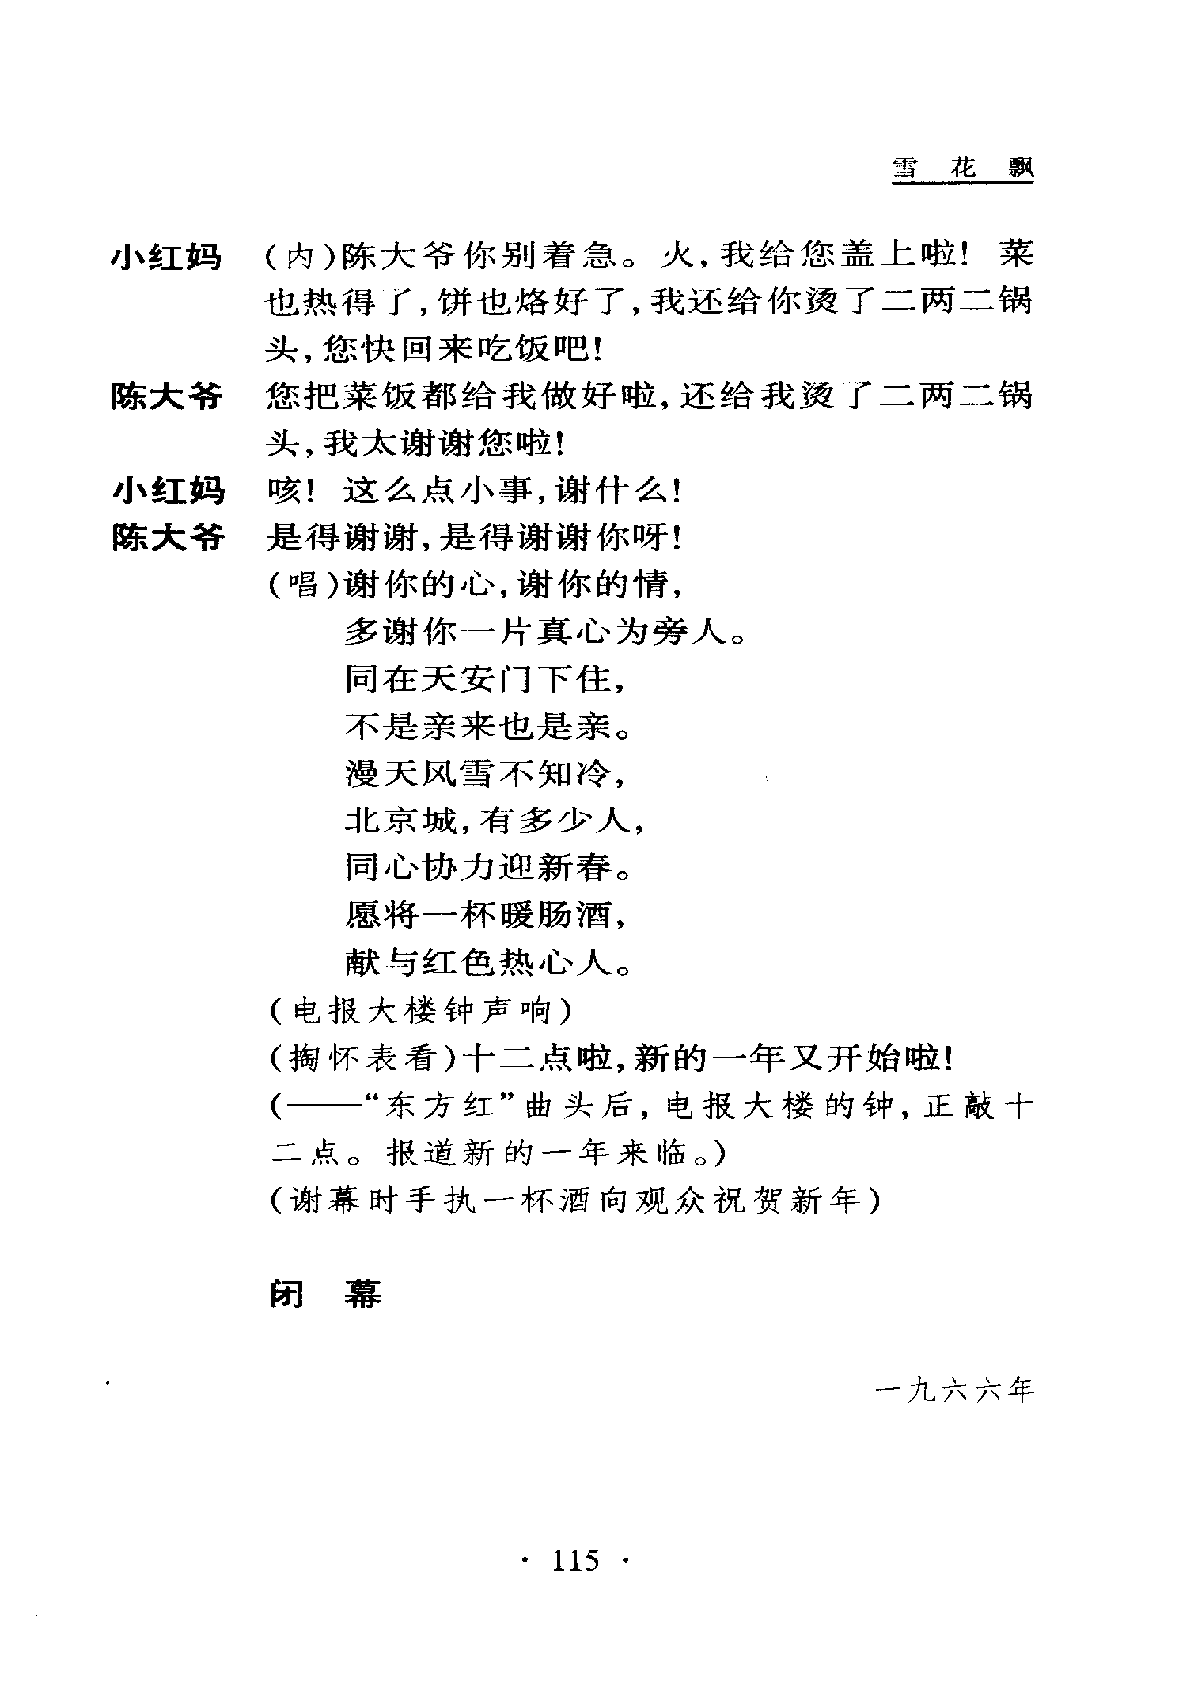 雪 花 飘
小红妈 (内)陈大爷你别着急。火,我给您盖上啦! 菜
也热得了,饼也烙好了,我还给你烫了二两二锅
头,您快回来吃饭吧!
陈大爷 您把菜饭都给我做好啦,还给我烫了二两二锅
头,我太谢谢您啦!
小红妈 咳! 这么点小事,谢什么!
陈大爷 是得谢谢,是得谢谢你呀!
(唱)谢你的心,谢你的情,
多谢你一片真心为旁人。
同在天安门下住,
不是亲来也是亲。
漫天风雪不知冷,
北京城,有多少人,
同心协力迎新春。
愿将一杯暖肠酒,
献与红色热心人。
(电报大楼钟声响)
(掏怀表看)十二点啦,新的一年又开始啦!
(——“东方红”曲头后,电报大楼的钟,正敲十
二点。报道新的一年来临。)
(谢幕时手执一杯酒向观众祝贺新年)
闭 幕
一九六六年
· 115 ·